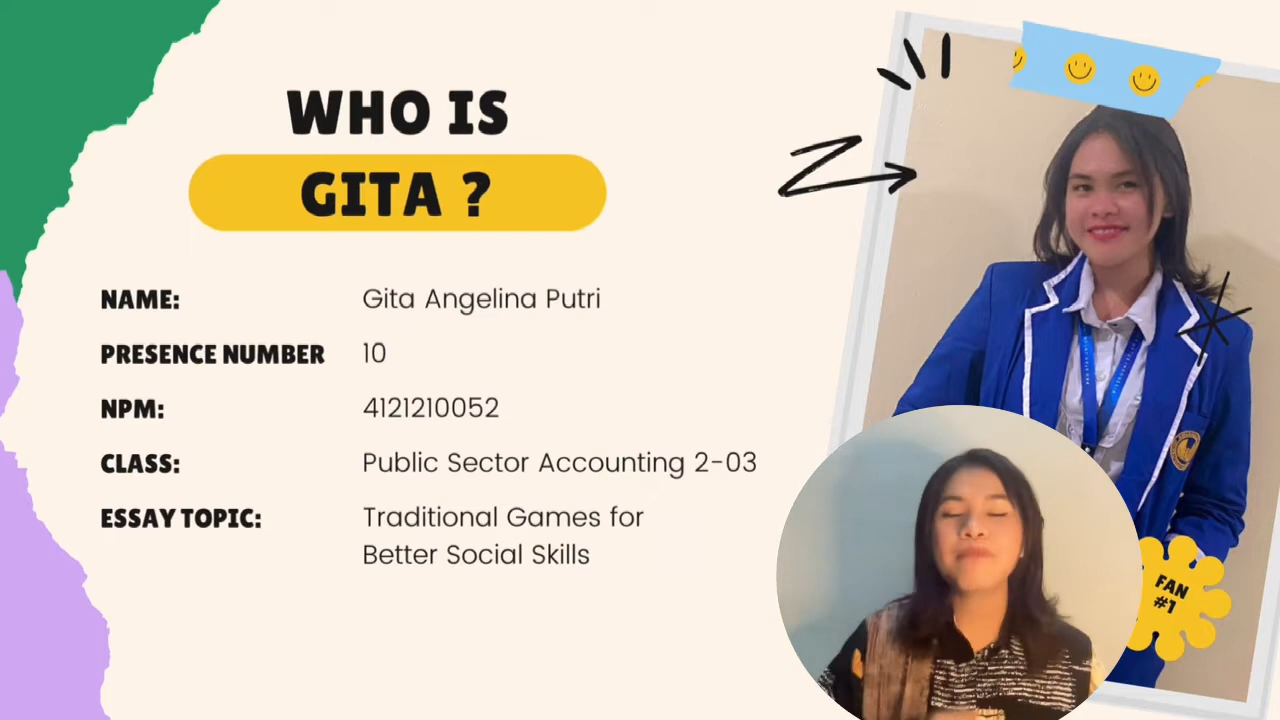 WHO IS
GITA ?
NAME: Gita Angelina Putri
PRESENCE NUMBER 10
NPM: 4121210052
CLASS: Public Sector Accounting 2-03
ESSAY TOPIC: Traditional Games for
Better Social Skills
FAN
#1